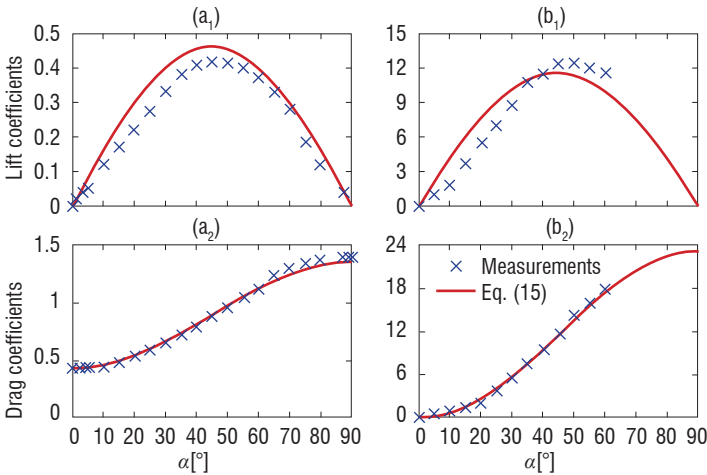 (a1) (b1)
Lift coefficients
0.5
0.4
0.3
0.2
0.1
0
15
12
9
6
3
0
(a2) (b2)
Drag coefficients
1.5
1
0.5
0
24
18
12
6
0
Measurements
Eq. (15)
0 10 20 30 40 50 60 70 80 90
0 10 20 30 40 50 60 70 80 90
α[°] α[°]